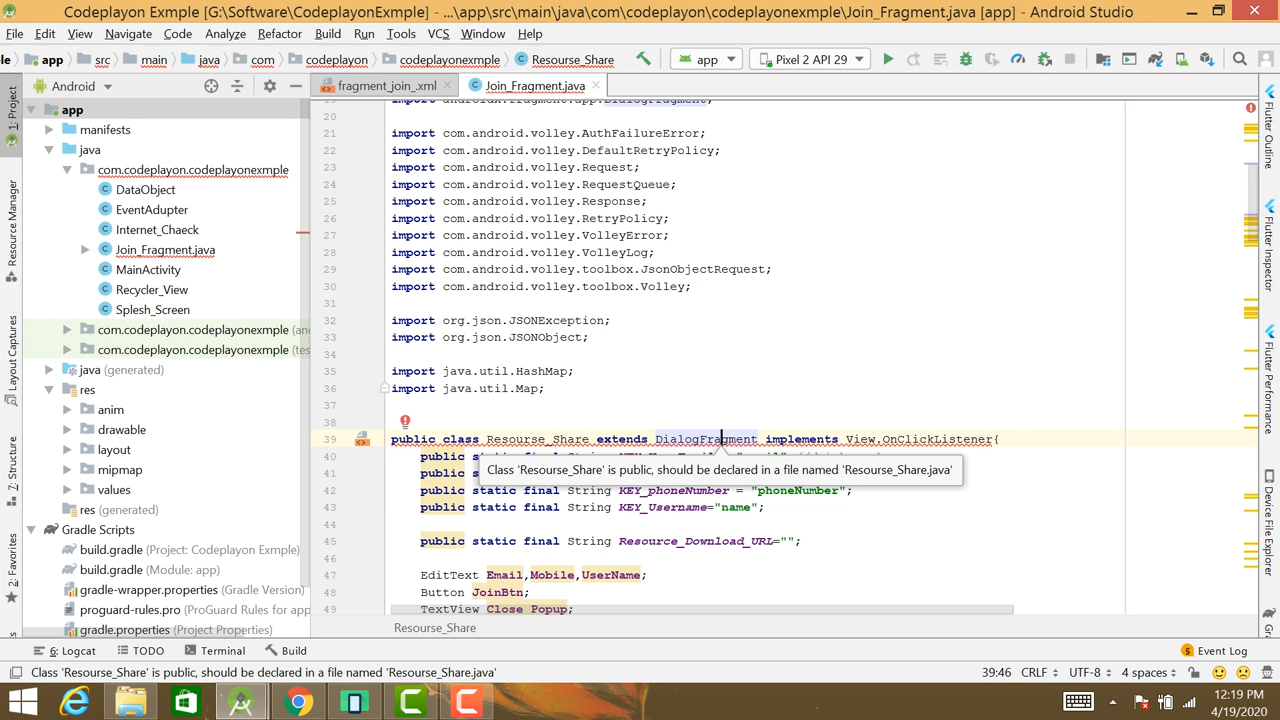 Codeplayon Exmple [G:\Software\CodeplayonExmple] - ...\app\src\main\java\com\codeplayon\codeplayonexmple\Join_Fragment.java [app] - Android Studio
File Edit View Navigate Code Analyze Refactor Build Run Tools VCS Window Help
le app src main java com codeplayon codeplayonexmple Resourse_Share app Pixel 2 API 29
Android fragment_join_.xml Join_Fragment.java
1: Project
Resource Manager
Layout Captures
Z: Structure
2: Favorites
app
manifests
java
com.codeplayon.codeplayonexmple
DataObject
EventAdupter
Internet_Chaeck
Join_Fragment.java
MainActivity
Recycler_View
Splesh_Screen
com.codeplayon.codeplayonexmple (an
com.codeplayon.codeplayonexmple (tes
java (generated)
res
anim
drawable
layout
mipmap
values
res (generated)
Gradle Scripts
build.gradle (Project: Codeplayon Exmple)
build.gradle (Module: app)
gradle-wrapper.properties (Gradle Version)
proguard-rules.pro (ProGuard Rules for app
gradle.properties (Project Properties)
19 import androidx.fragment.app.DialogFragment;
20
21 import com.android.volley.AuthFailureError;
22 import com.android.volley.DefaultRetryPolicy;
23 import com.android.volley.Request;
24 import com.android.volley.RequestQueue;
25 import com.android.volley.Response;
26 import com.android.volley.RetryPolicy;
27 import com.android.volley.VolleyError;
28 import com.android.volley.VolleyLog;
29 import com.android.volley.toolbox.JsonObjectRequest;
30 import com.android.volley.toolbox.Volley;
31
32 import org.json.JSONException;
33 import org.json.JSONObject;
34
35 import java.util.HashMap;
36 import java.util.Map;
37
38
39 public class Resourse_Share extends DialogFragment implements View.OnClickListener{
40 public
41 public
Class 'Resourse_Share' is public, should be declared in a file named 'Resourse_Share.java'
42 public static final String KEY_phoneNumber = "phoneNumber";
43 public static final String KEY_Username="name";
44
45 public static final String Resource_Download_URL="";
46
47 EditText Email,Mobile,UserName;
48 Button JoinBtn;
49 TextView Close_Popup;
Resourse_Share
Flutter Outline
Flutter Inspector
Flutter Performance
Device File Explorer
6: Logcat TODO Terminal Build 5 Event Log
Class 'Resourse_Share' is public, should be declared in a file named 'Resourse_Share.java' 39:46 CRLF UTF-8 4 spaces
12:19 PM
4/19/2020